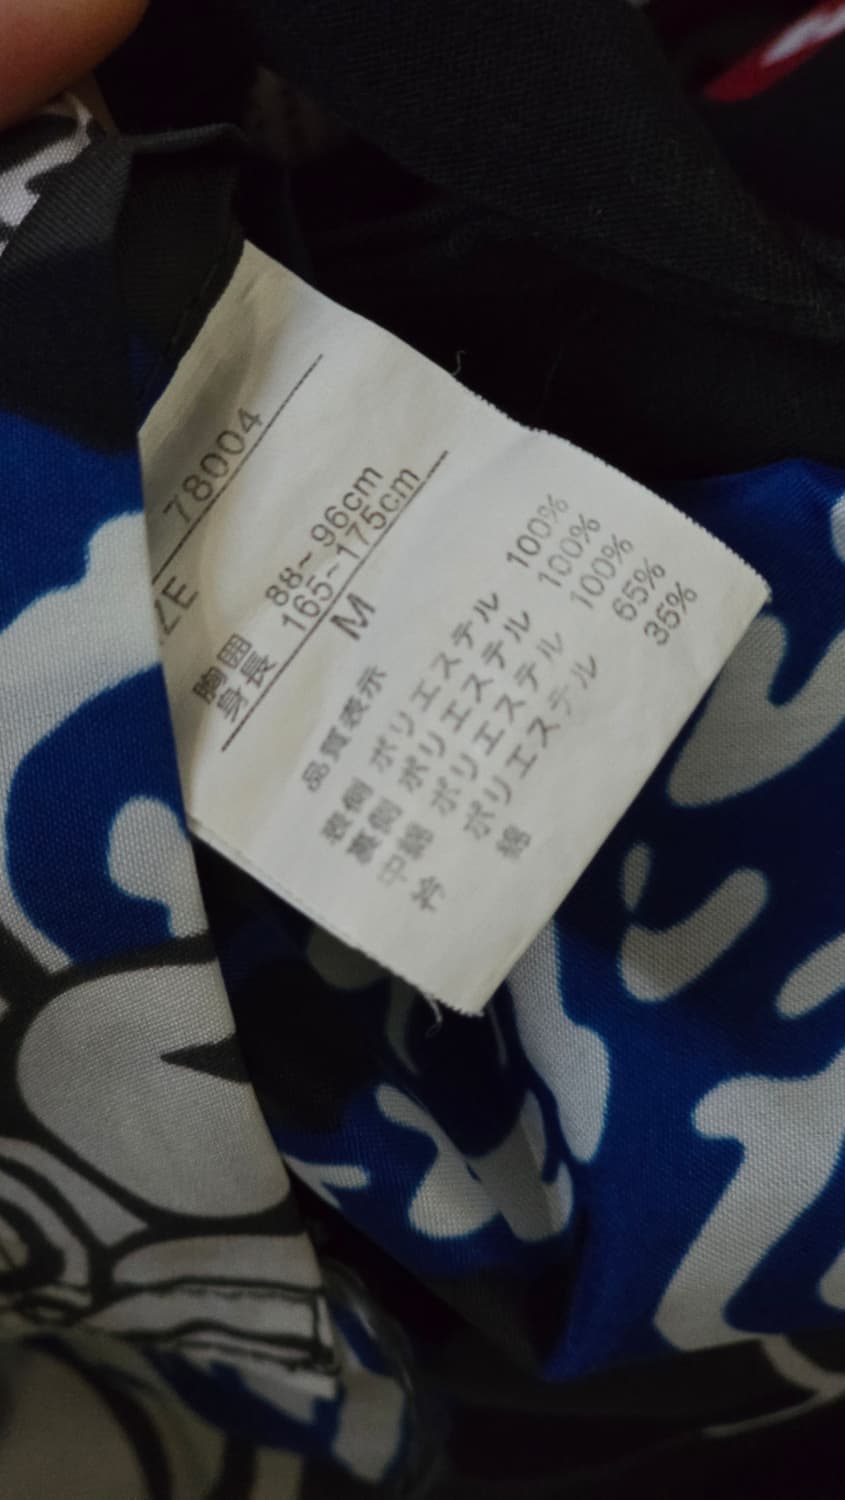 78004
ZE
胸囲 88~96cm
身長 165~175cm
M
品質表示
表側 ポリエステル 100%
裏側 ポリエステル 100%
中綿 ポリエステル 100%
衿 ポリエステル 65%
綿 35%